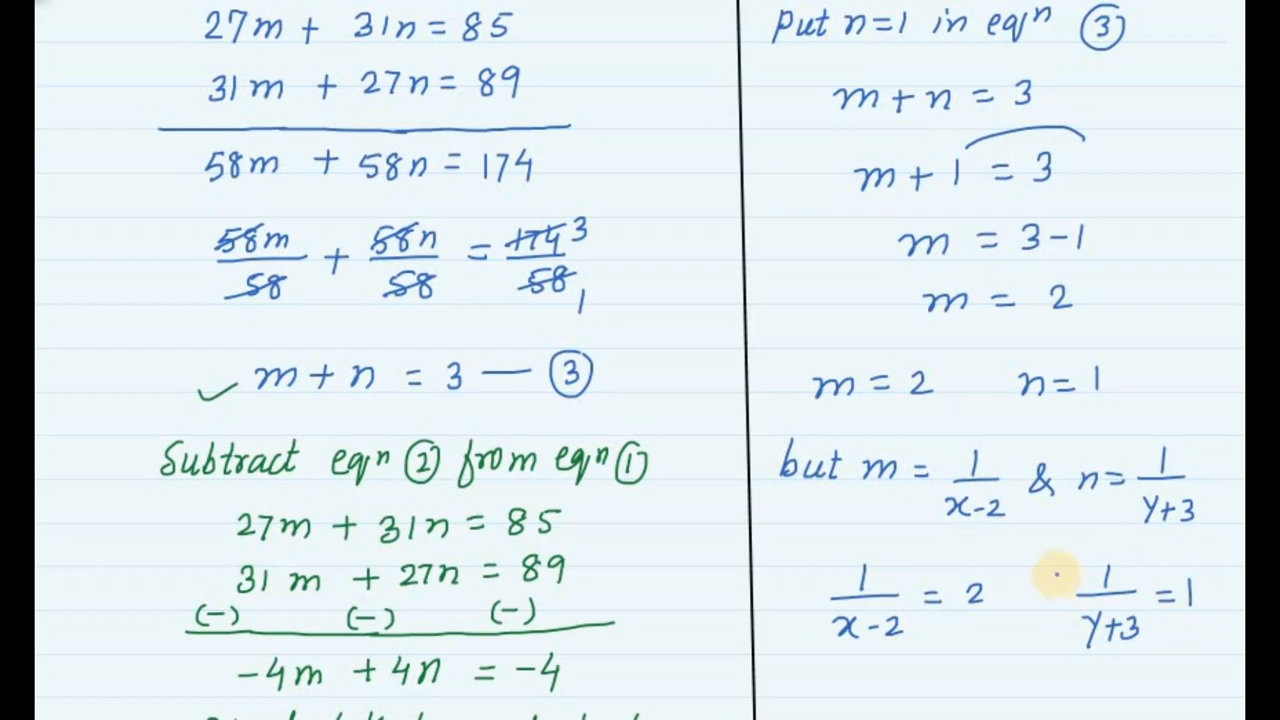 27m + 31n = 85
31m + 27n = 89
58m + 58n = 174
58m/58 + 58n/58 = 174/58 3 1
m + n = 3 — ③
Subtract eqⁿ ② from eqⁿ ①
27m + 31n = 85
31m + 27n = 89
(-) (-) (-)
-4m + 4n = -4
Put n=1 in eqⁿ ③
m + n = 3
m + 1 = 3
m = 3-1
m = 2
m = 2 n = 1
but m = 1/x-2 & n = 1/y+3
1/x-2 = 2 1/y+3 = 1